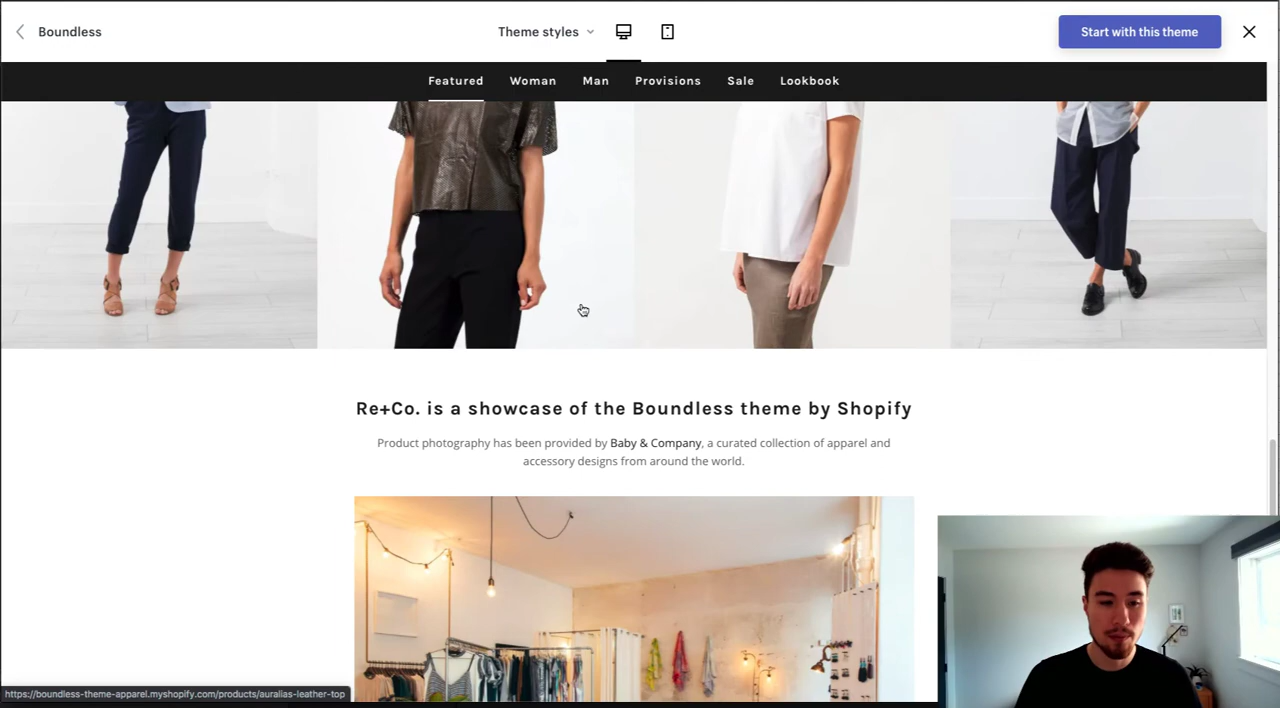 Boundless
Theme styles
Start with this theme
Featured Woman Man Provisions Sale Lookbook
Re+Co. is a showcase of the Boundless theme by Shopify
Product photography has been provided by Baby & Company, a curated collection of apparel and
accessory designs from around the world.
https://boundless-theme-apparel.myshopify.com/products/auralias-leather-top